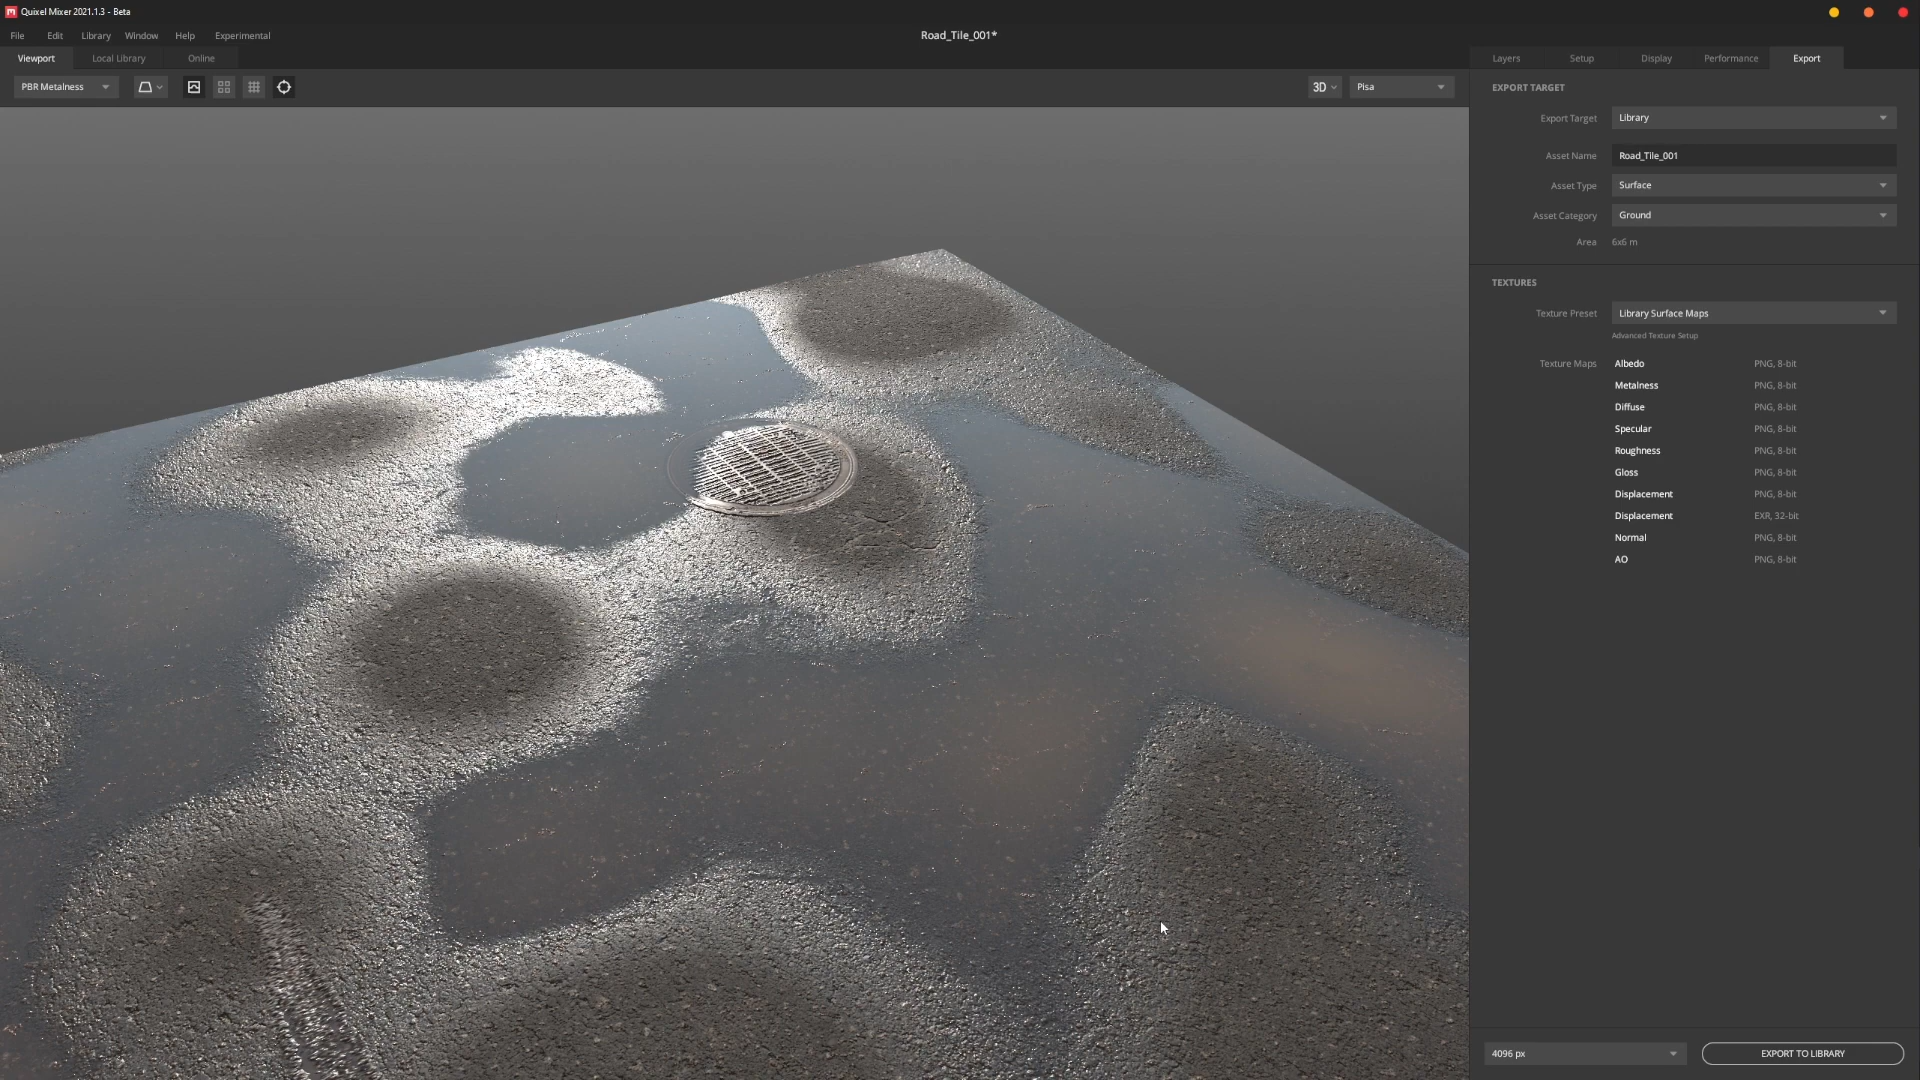 Quixel Mixer 2021.1.3 - Beta
File Edit Library Window Help Experimental
Road_Tile_001*
Viewport Local Library Online
Layers Setup Display Performance Export
PBR Metalness
3D Pisa
EXPORT TARGET
Export Target Library
Asset Name Road_Tile_001
Asset Type Surface
Asset Category Ground
Area 6x6 m
TEXTURES
Texture Preset Library Surface Maps
Advanced Texture Setup
Texture Maps Albedo PNG, 8-bit
Metalness PNG, 8-bit
Diffuse PNG, 8-bit
Specular PNG, 8-bit
Roughness PNG, 8-bit
Gloss PNG, 8-bit
Displacement PNG, 8-bit
Displacement EXR, 32-bit
Normal PNG, 8-bit
AO PNG, 8-bit
4096 px EXPORT TO LIBRARY